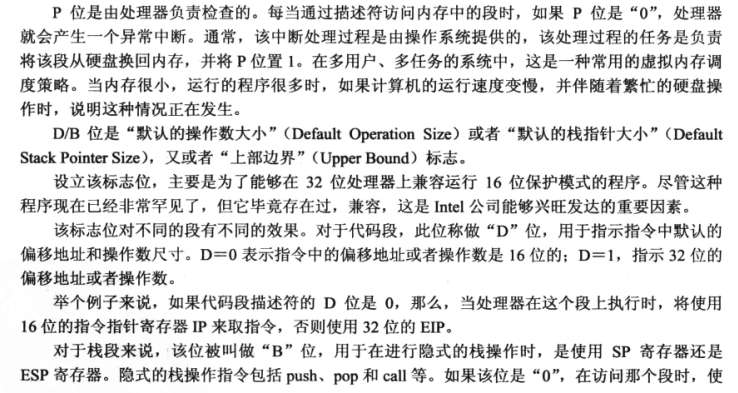 P 位是由处理器负责检查的。每当通过描述符访问内存中的段时，如果 P 位是“0”，处理器
就会产生一个异常中断。通常，该中断处理过程是由操作系统提供的，该处理过程的任务是负责
将该段从硬盘换回内存，并将 P 位置 1。在多用户、多任务的系统中，这是一种常用的虚拟内存调
度策略。当内存很小，运行的程序很多时，如果计算机的运行速度变慢，并伴随着繁忙的硬盘操
作时，说明这种情况正在发生。
D/B 位是“默认的操作数大小”（Default Operation Size）或者“默认的栈指针大小”（Default
Stack Pointer Size），又或者“上部边界”（Upper Bound）标志。
设立该标志位，主要是为了能够在 32 位处理器上兼容运行 16 位保护模式的程序。尽管这种
程序现在已经非常罕见了，但它毕竟存在过，兼容，这是 Intel 公司能够兴旺发达的重要因素。
该标志位对不同的段有不同的效果。对于代码段，此位称做“D”位，用于指示指令中默认的
偏移地址和操作数尺寸。D＝0 表示指令中的偏移地址或者操作数是 16 位的；D＝1，指示 32 位的
偏移地址或者操作数。
举个例子来说，如果代码段描述符的 D 位是 0，那么，当处理器在这个段上执行时，将使用
16 位的指令指针寄存器 IP 来取指令，否则使用 32 位的 EIP。
对于栈段来说，该位被叫做“B”位，用于在进行隐式的栈操作时，是使用 SP 寄存器还是
ESP 寄存器。隐式的栈操作指令包括 push、pop 和 call 等。如果该位是“0”，在访问那个段时，使